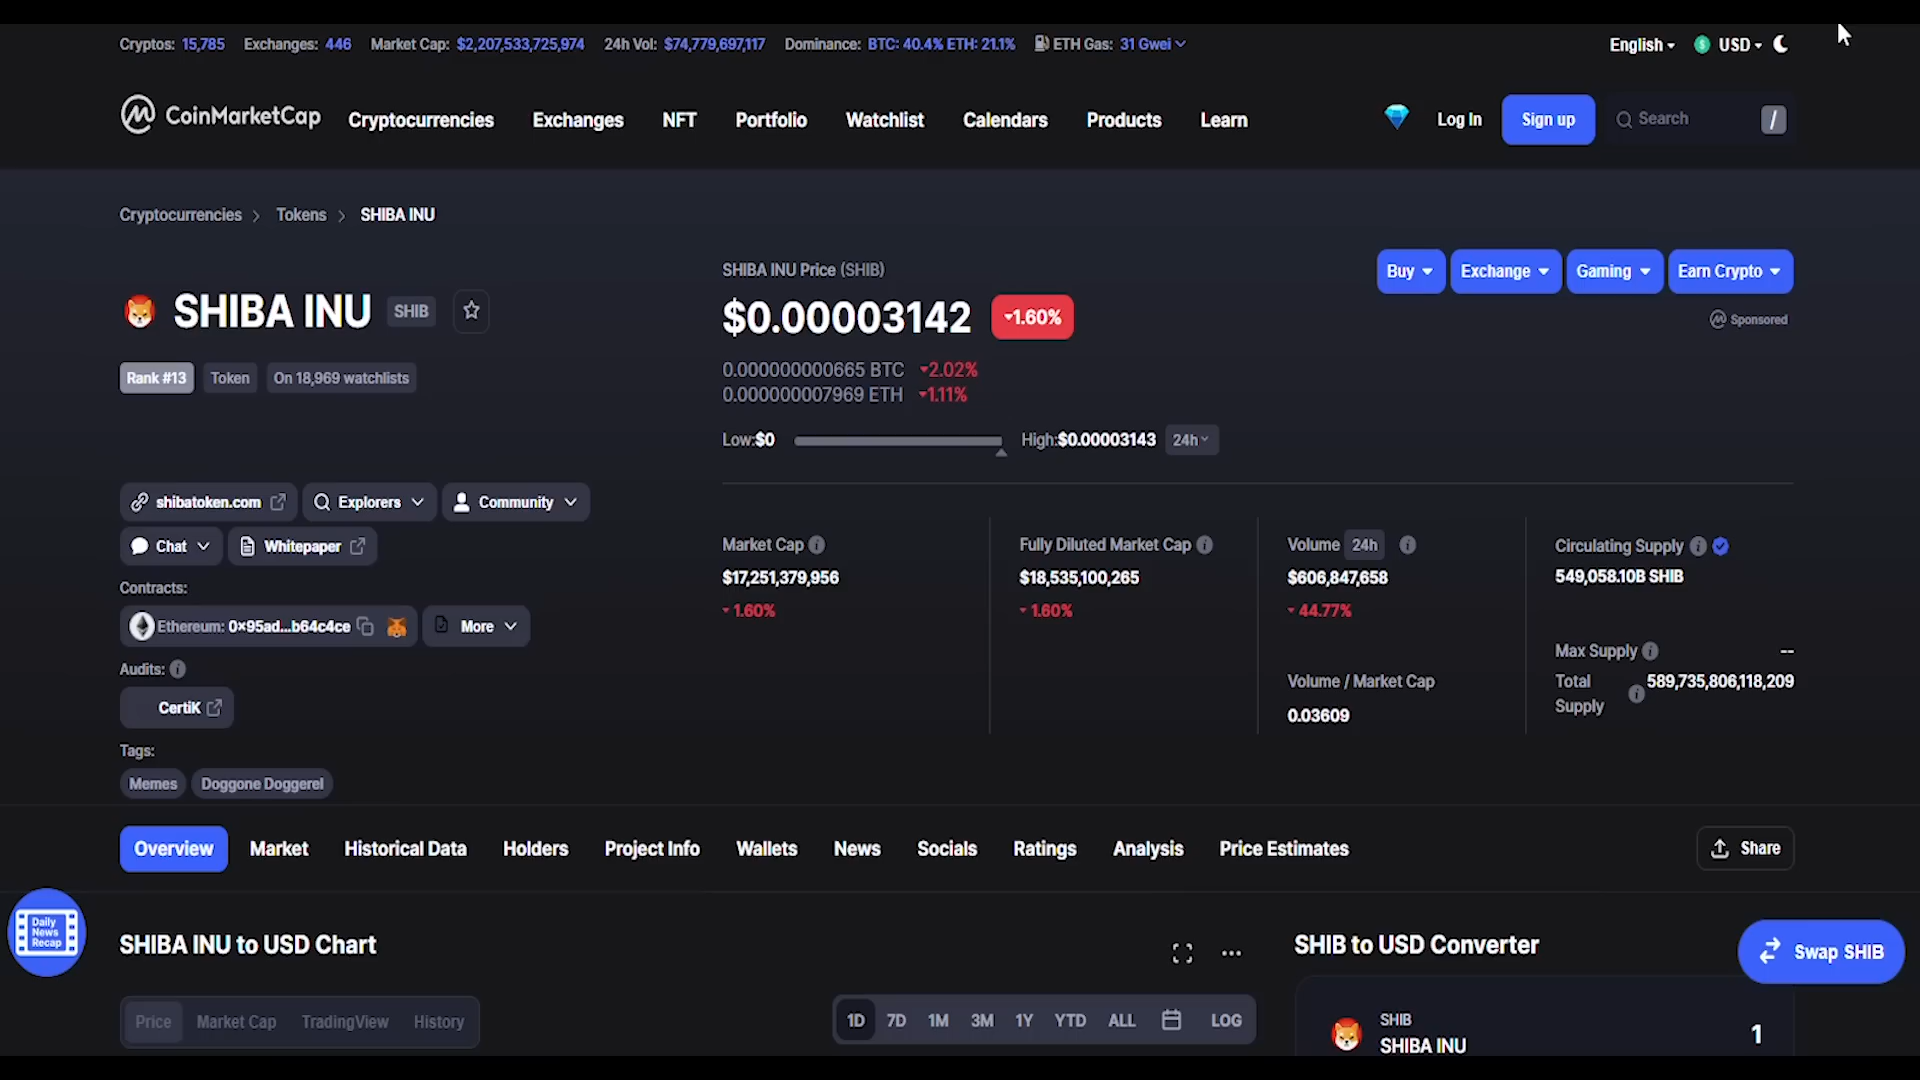 Cryptos: 15,785 Exchanges: 446 Market Cap: $2,207,533,725,974 24h Vol: $74,779,697,117 Dominance: BTC: 40.4% ETH: 21.1% ETH Gas: 31 Gwei English USD
CoinMarketCap Cryptocurrencies Exchanges NFT Portfolio Watchlist Calendars Products Learn Log In Sign up Search /
Cryptocurrencies > Tokens > SHIBA INU
SHIBA INU Price (SHIB)
Buy Exchange Gaming Earn Crypto
SHIBA INU SHIB
$0.00003142 1.60%
Sponsored
Rank #13 Token On 18,969 watchlists
0.000000000665 BTC 2.02%
0.000000007969 ETH 1.11%
Low:$0 High:$0.00003143 24h
shibatoken.com Explorers Community
Chat Whitepaper
Contracts:
Ethereum: 0x95ad...b64c4ce More
Audits:
CertiK
Tags:
Memes Doggone Doggerel
Market Cap
$17,251,379,956
1.60%
Fully Diluted Market Cap
$18,535,100,265
1.60%
Volume 24h
$606,847,658
44.77%
Volume / Market Cap
0.03609
Circulating Supply
549,058.10B SHIB
Max Supply --
Total Supply 589,735,806,118,209
Overview Market Historical Data Holders Project Info Wallets News Socials Ratings Analysis Price Estimates Share
Daily
News
Recap
SHIBA INU to USD Chart
SHIB to USD Converter
Swap SHIB
Price Market Cap TradingView History
1D 7D 1M 3M 1Y YTD ALL LOG
SHIB
SHIBA INU
1